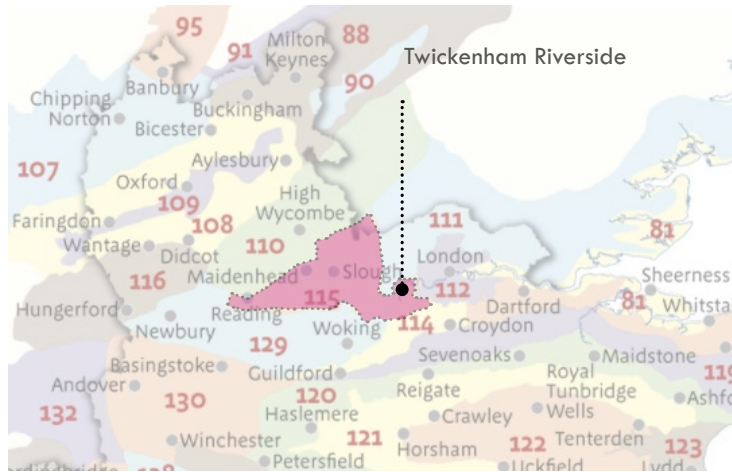 95
Milton
Keynes
91
88
Twickenham Riverside
Banbury
90
Chipping
Norton
Buckingham
Bicester
107
Aylesbury
Oxford
109
High
Wycombe
Faringdon
108
111
81
Wantage
Didcot
110
London
116
Maidenhead
Slough
Sheerness
Hungerford
115
112
Dartford
81
Reading
Whitsta
Newbury
Woking
114
Croydon
129
Sevenoaks
Maidstone
Basingstoke
Guildford
119
Andover
120
Reigate
Royal
Tunbridge
Wells
Ashfo
132
130
Haslemere
Crawley
Winchester
121
Horsham
122
Tenterden
123
Petersfield
Uckfield
Lydd